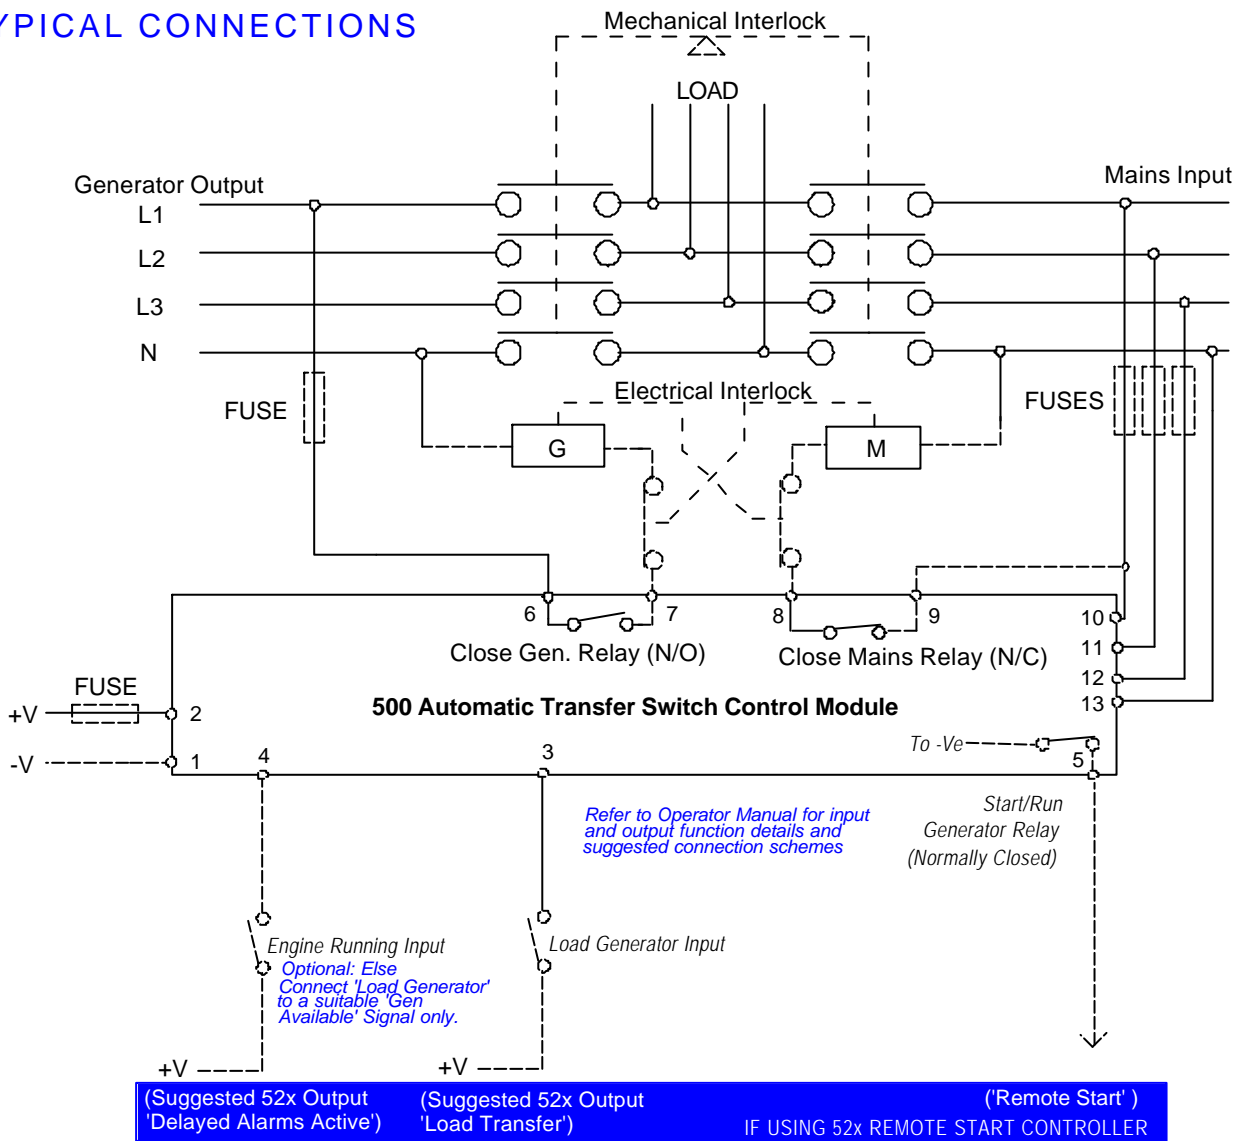 YPICAL CONNECTIONS
Mechanical Interlock
LOAD
Generator Output
Mains Input
L1
L2
L3
N
Electrical Interlock
FUSE
FUSES
G
M
6
7
8
9
10
Close Gen. Relay (N/O)
Close Mains Relay (N/C)
11
12
FUSE
13
+V
2
500 Automatic Transfer Switch Control Module
-V
1
4
3
To -Ve
5
Refer to Operator Manual for input
and output function details and
suggested connection schemes
Start/Run
Generator Relay
(Normally Closed)
Engine Running Input
Optional: Else
Connect 'Load Generator'
to a suitable 'Gen
Available' Signal only.
Load Generator Input
+V
+V
(Suggested 52x Output
'Delayed Alarms Active')
(Suggested 52x Output
'Load Transfer')
('Remote Start' )
IF USING 52x REMOTE START CONTROLLER